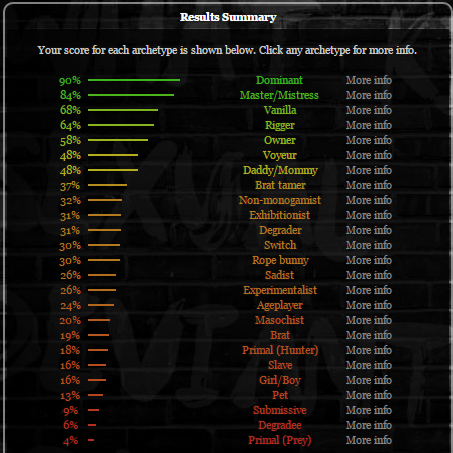 Results Summary
Your score for each archetype is shown below. Click any archetype for more info.
90% Dominant More info
84% Master/Mistress More info
68% Vanilla More info
64% Rigger More info
58% Owner More info
48% Voyeur More info
48% Daddy/Mommy More info
37% Brat tamer More info
32% Non-monogamist More info
31% Exhibitionist More info
31% Degrader More info
30% Switch More info
30% Rope bunny More info
26% Sadist More info
26% Experimentalist More info
24% Ageplayer More info
20% Masochist More info
19% Brat More info
18% Primal (Hunter) More info
16% Slave More info
16% Girl/Boy More info
13% Pet More info
9% Submissive More info
6% Degradee More info
4% Primal (Prey) More info